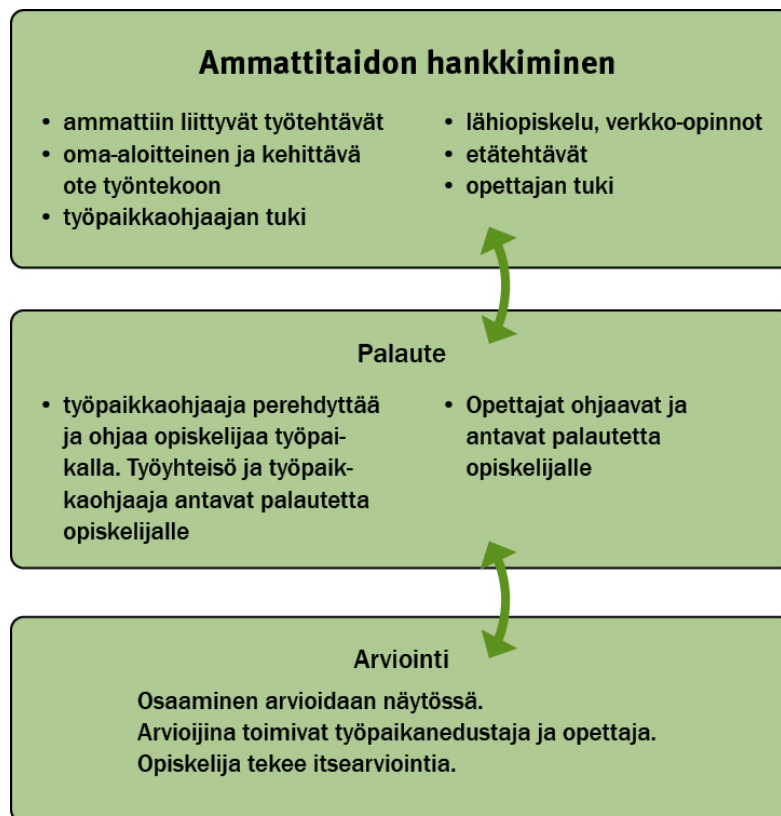 Ammattitaidon hankkiminen
• ammattiin liittyvät työtehtävät
• oma-aloitteinen ja kehittävä
ote työntekoon
• työpaikkaohjaajan tuki
• lähiopiskelu, verkko-opinnot
• etätehtävät
• opettajan tuki
Palaute
• työpaikkaohjaaja perehdyttää
ja ohjaa opiskelijaa työpai-
kalla. Työyhteisö ja työpaik-
kaohjaaja antavat palautetta
opiskelijalle
• Opettajat ohjaavat ja
antavat palautetta
opiskelijalle
Arviointi
Osaaminen arvioidaan näytössä.
Arvioijina toimivat työpaikanedustaja ja opettaja.
Opiskelija tekee itsearviointia.